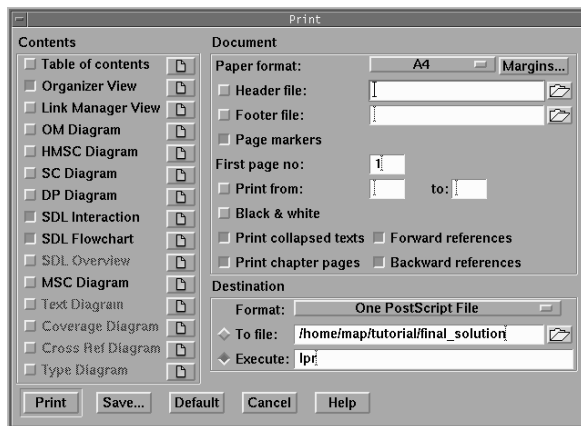 Print
Contents
Table of contents
Organizer View
Link Manager View
OM Diagram
HMSC Diagram
SC Diagram
DP Diagram
SDL Interaction
SDL Flowchart
SDL Overview
MSC Diagram
Text Diagram
Coverage Diagram
Cross Ref Diagram
Type Diagram
Document
Paper format: A4 Margins...
Header file:
Footer file:
Page markers
First page no: 1
Print from: to:
Black & white
Print collapsed texts Forward references
Print chapter pages Backward references
Destination
Format: One PostScript File
To file: /home/map/tutorial/final_solution
Execute: lpr
Print Save... Default Cancel Help